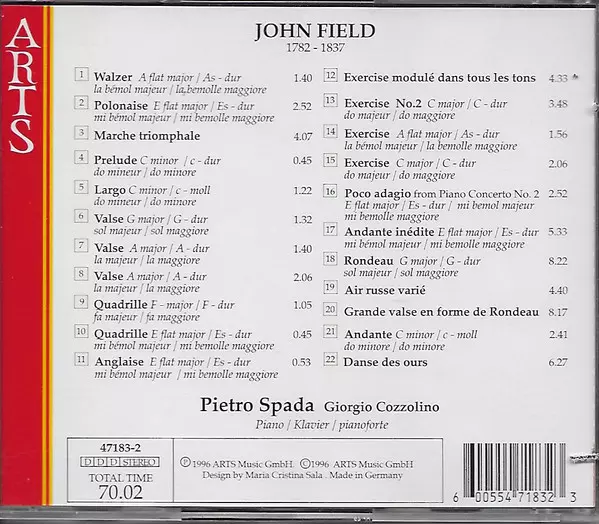 ARTS
JOHN FIELD
1782 - 1837
1 Walzer A flat major / As - dur 1.40
la bémol majeur / la bemolle maggiore
2 Polonaise E flat major / Es - dur 2.52
mi bémol majeur / mi bemolle maggiore
3 Marche triomphale 4.07
4 Prelude C minor / c - dur 0.45
do mineur / do minore
5 Largo C minor / c - moll 1.22
do mineur / do minore
6 Valse G major / G - dur 1.32
sol majeur / sol maggiore
7 Valse A major / A - dur 1.40
la majeur / la maggiore
8 Valse A major / A - dur 2.06
la majeur / la maggiore
9 Quadrille F - major / F - dur 1.05
fa majeur / fa maggiore
10 Quadrille E flat major / Es - dur 0.45
mi bémol majeur / mi bemolle maggiore
11 Anglaise E flat major / Es - dur 0.53
mi bémol majeur / mi bemolle maggiore
12 Exercise modulé dans tous les tons 4.33
13 Exercise No.2 C major / C - dur 3.48
do majeur / do maggiore
14 Exercise A flat major / As - dur 1.56
la bémol majeur / la bemolle maggiore
15 Exercise C major / C - dur 2.06
do majeur / do maggiore
16 Poco adagio from Piano Concerto No. 2 2.52
E flat major / Es - dur / mi bemol majeur
mi bemolle maggiore
17 Andante inédite E flat major / Es - dur 5.33
mi bémol majeur / mi bemolle maggiore
18 Rondeau G major / G - dur 8.22
sol majeur / sol maggiore
19 Air russe varié 4.40
20 Grande valse en forme de Rondeau 8.17
21 Andante C minor / c - moll 2.41
do minore / do minore
22 Danse des ours 6.27
Pietro Spada Giorgio Cozzolino
Piano / Klavier / pianoforte
47183-2
D D D STEREO
TOTAL TIME
70.02
℗1996 ARTS Music GmbH. ©1996. ARTS Music GmbH
Design by Maria Cristina Sala . Made in Germany
6 00554 71832 3